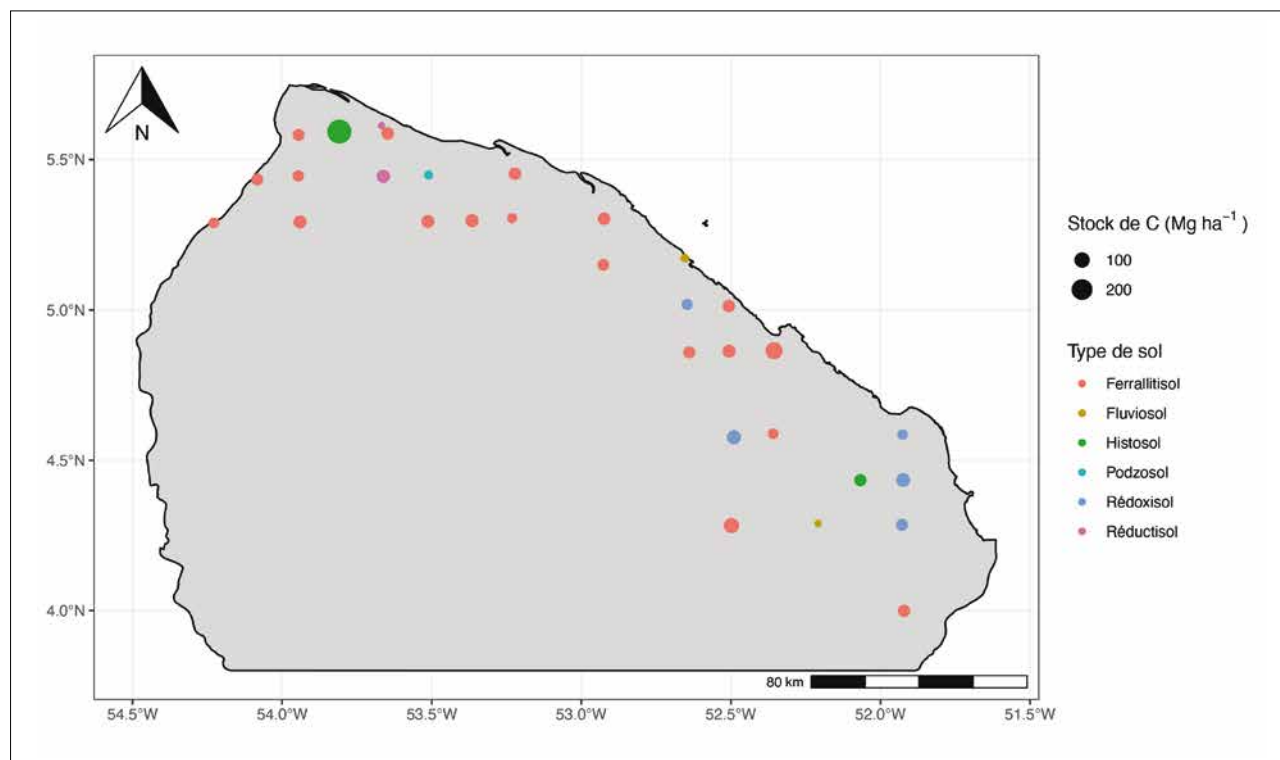 N
5.5°N
5.0°N
4.5°N
4.0°N
80 km
54.5°W
54.0°W
53.5°W
53.0°W
52.5°W
52.0°W
51.5°W
Stock de C (Mg ha⁻¹ )
100
200
Type de sol
Ferrallitisol
Fluviosol
Histosol
Podzosol
Rédoxisol
Réductisol